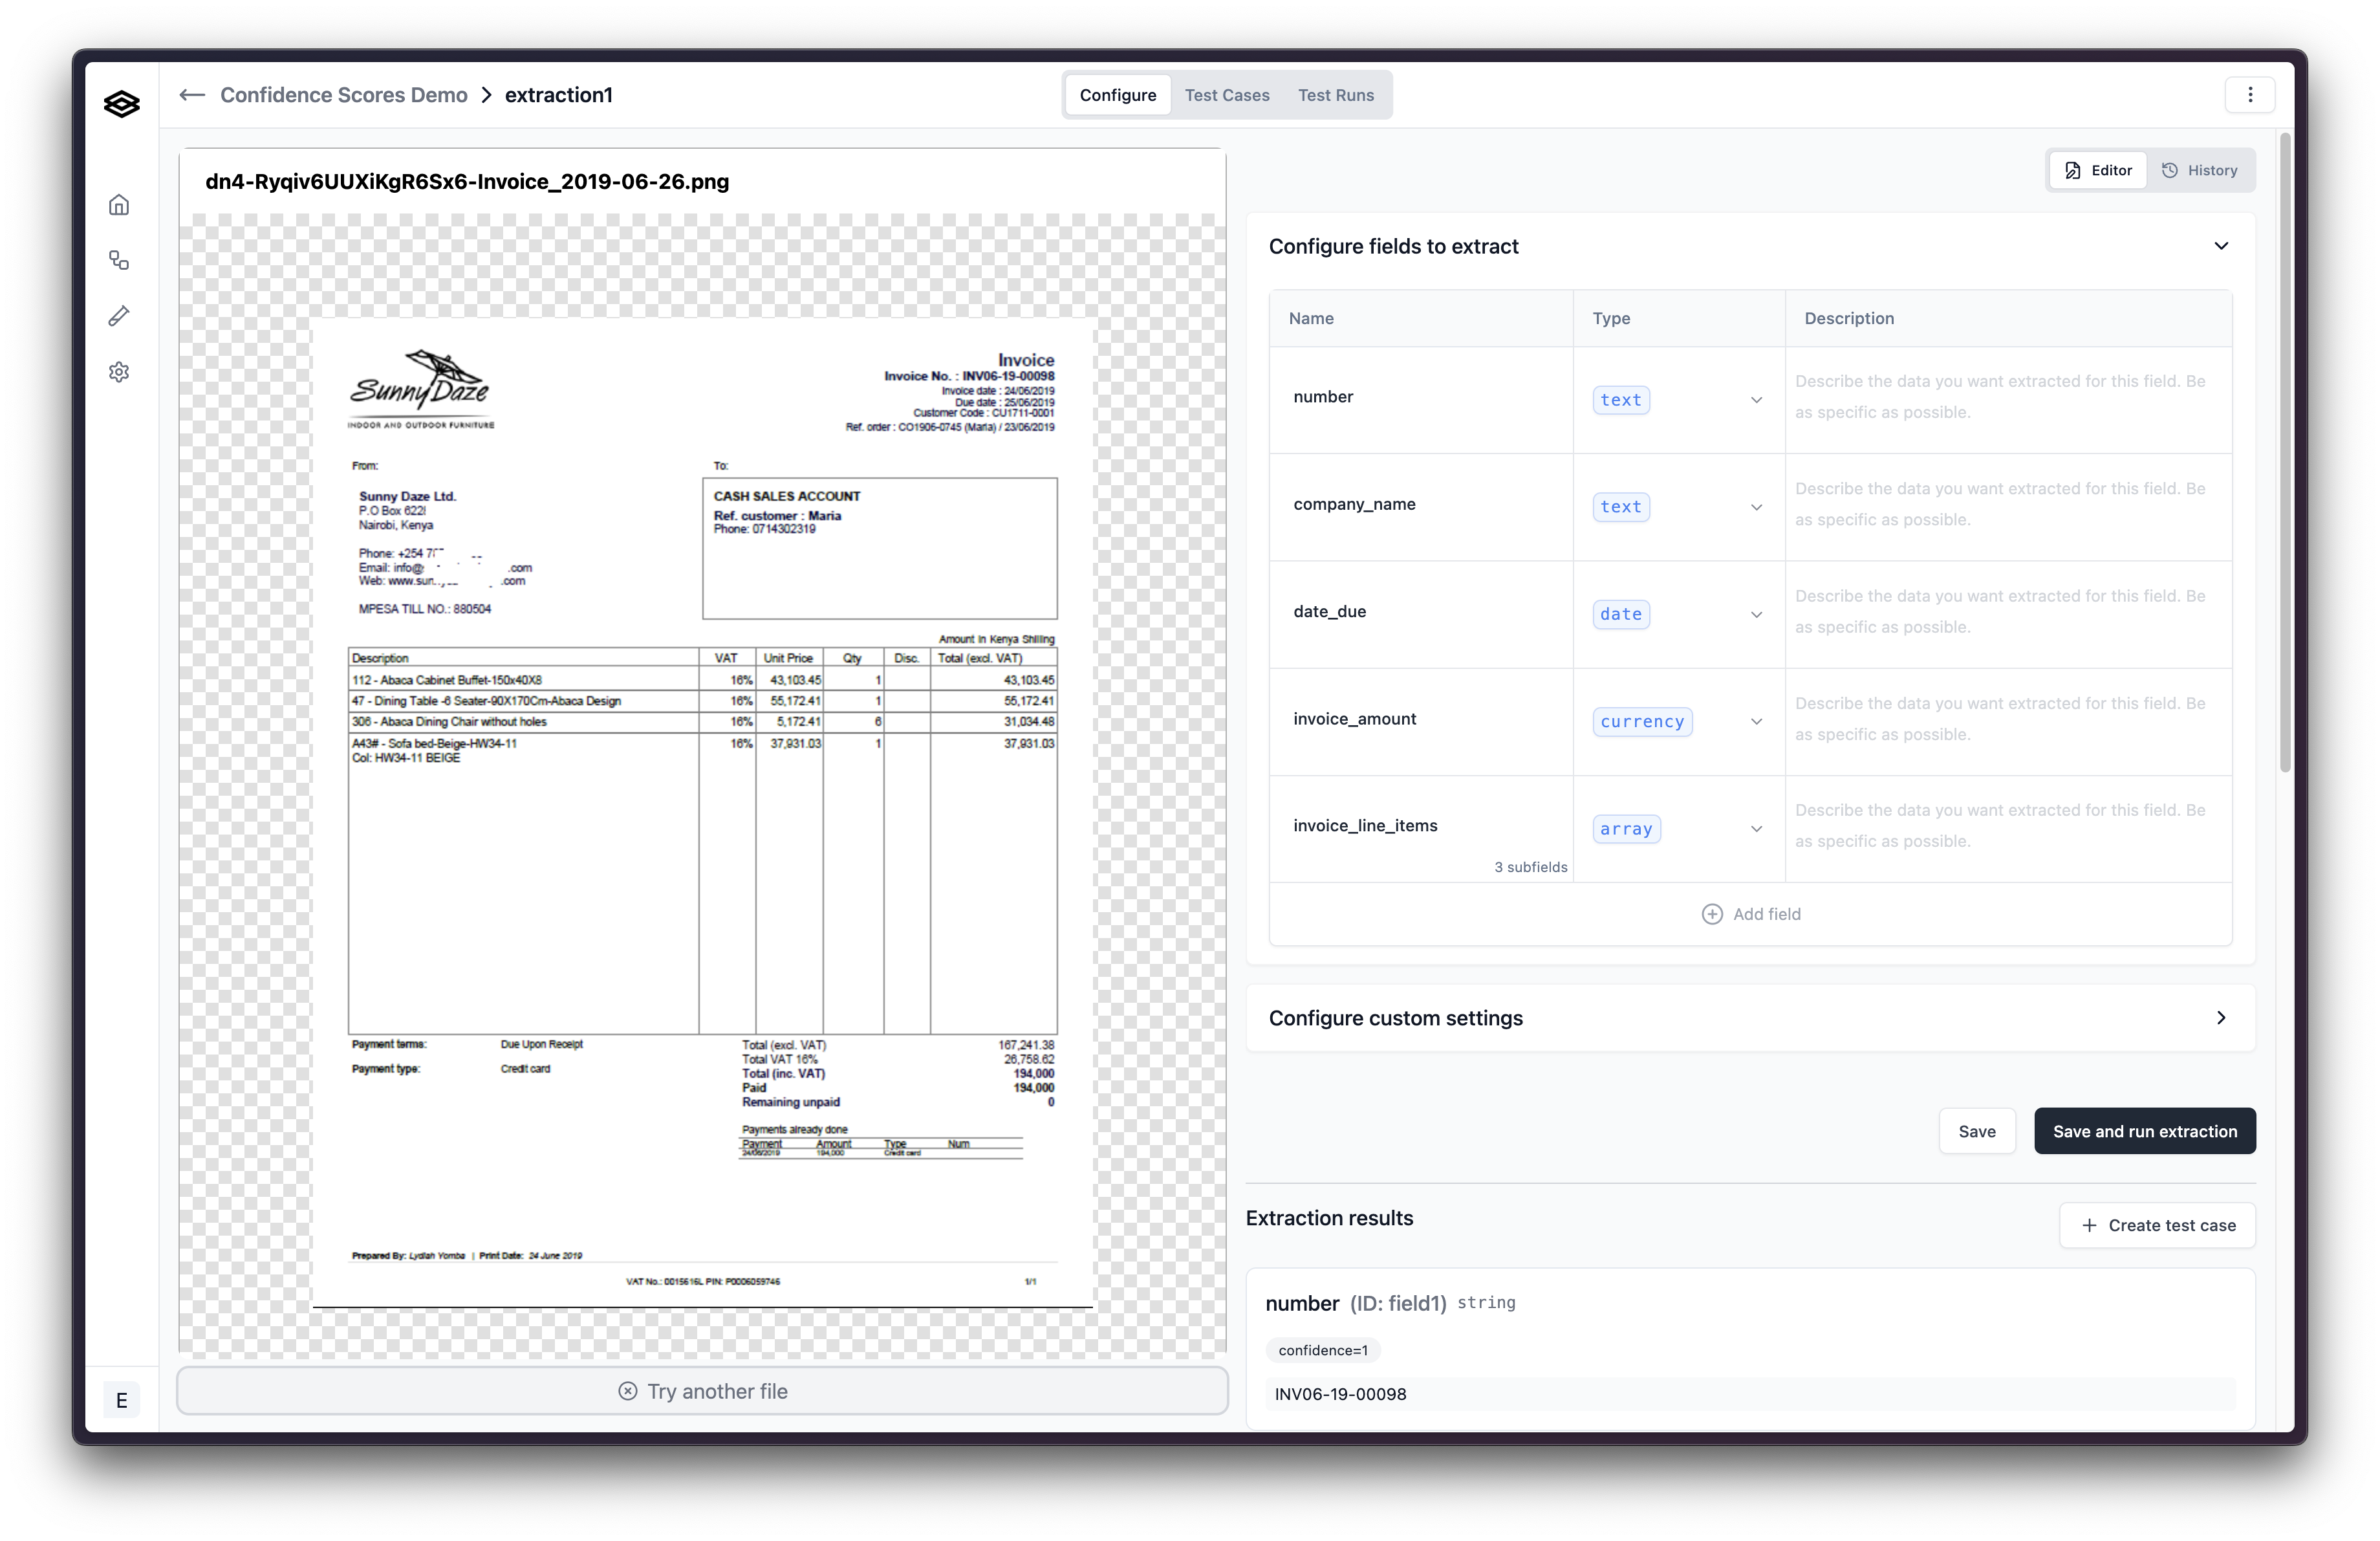 Confidence Scores Demo > extraction1
Configure Test Cases Test Runs
dn4-Ryqiv6UUXiKgR6Sx6-Invoice_2019-06-26.png
Sunny Daze
INDOOR AND OUTDOOR FURNITURE
Invoice
Invoice No. : INV06-19-00098
Invoice date : 24/06/2019
Due date : 25/06/2019
Customer Code : CU1711-0001
Ref. order : CO1906-0745 (Maria) / 23/06/2019
From:
Sunny Daze Ltd.
P.O Box 622
Nairobi, Kenya
Phone: +254
Email: info@ .com
Web: www.sun .com
MPESA TILL NO.: 880504
To:
CASH SALES ACCOUNT
Ref. customer : Maria
Phone: 0714302319
Amount in Kenya Shilling
Description VAT Unit Price Qty Disc. Total (excl. VAT)
112 - Abaca Cabinet Buffet-150x40X8 16% 43,103.45 1 43,103.45
47 - Dining Table -6 Seater-90X170Cm-Abaca Design 16% 55,172.41 1 55,172.41
306 - Abaca Dining Chair without holes 16% 5,172.41 6 31,034.48
A43# - Sofa bed-Beige-HW34-11 16% 37,931.03 1 37,931.03
Col: HW34-11 BEIGE
Payment terms: Due Upon Receipt
Payment type: Credit card
Total (excl. VAT) 167,241.38
Total VAT 16% 26,758.62
Total (inc. VAT) 194,000
Paid 194,000
Remaining unpaid 0
Payments already done
Payment Amount Type Num
24/06/2019 194,000 Credit card
Prepared By: Lydiah Yomba | Print Date: 24 June 2019
VAT No.: 0015616L PIN: P0006059746 1/1
Try another file
E
Editor History
Configure fields to extract
Name Type Description
number text Describe the data you want extracted for this field. Be
as specific as possible.
company_name text Describe the data you want extracted for this field. Be
as specific as possible.
date_due date Describe the data you want extracted for this field. Be
as specific as possible.
invoice_amount currency Describe the data you want extracted for this field. Be
as specific as possible.
invoice_line_items array Describe the data you want extracted for this field. Be
as specific as possible.
3 subfields
Add field
Configure custom settings
Save Save and run extraction
Extraction results
+ Create test case
number (ID: field1) string
confidence=1
INV06-19-00098